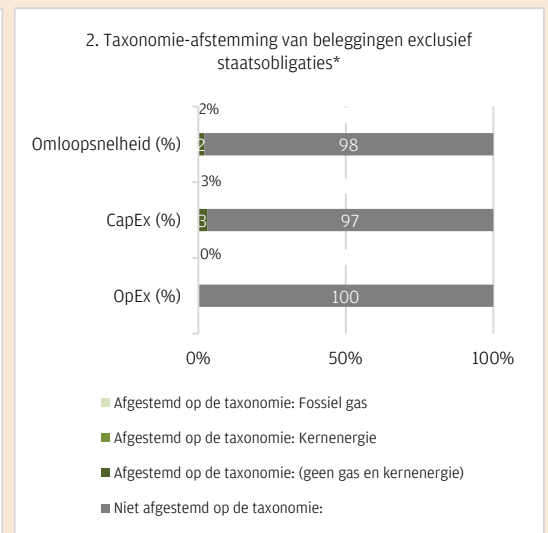 2. Taxonomie-afstemming van beleggingen exclusief
staatsobligaties*
2%
Omloopsnelheid (%) 2 98
3%
CapEx (%) 3 97
0%
OpEx (%) 100
0% 50% 100%
Afgestemd op de taxonomie: Fossiel gas
Afgestemd op de taxonomie: Kernenergie
Afgestemd op de taxonomie: (geen gas en kernenergie)
Niet afgestemd op de taxonomie: